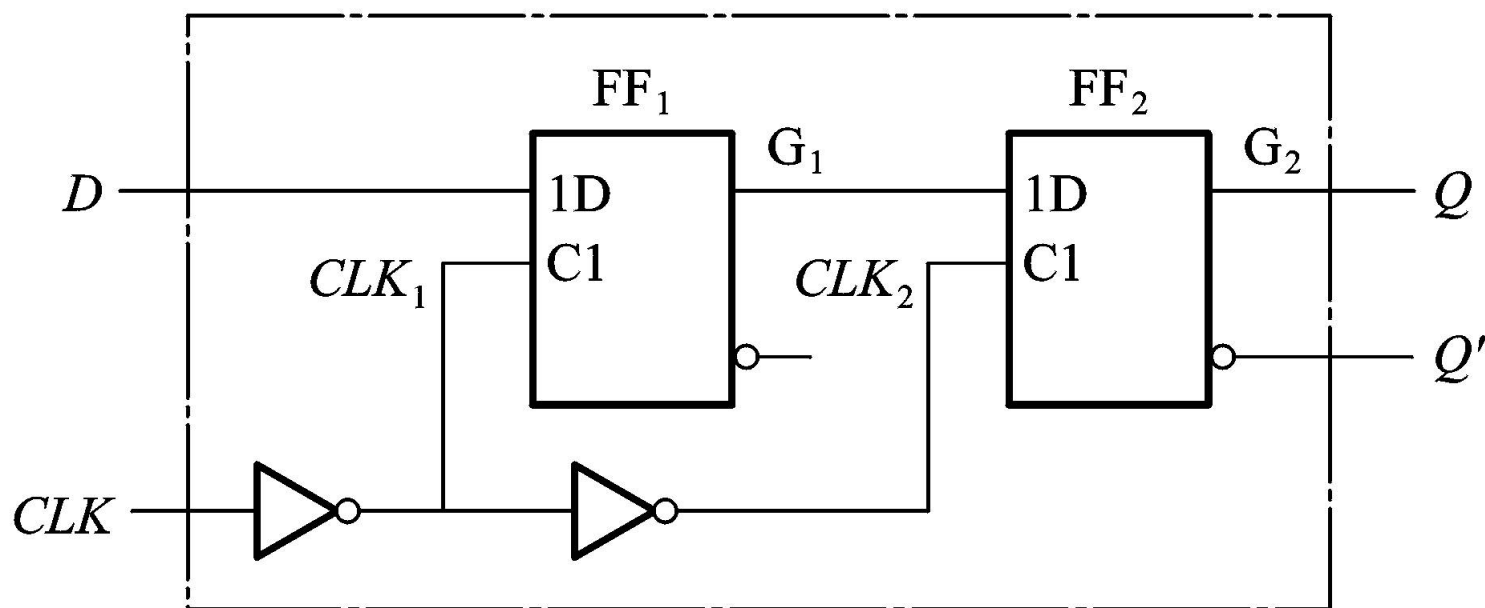 FF₁ FF₂
G₁ G₂
D 1D 1D Q
CLK₁ C1 CLK₂ C1
Q′
CLK